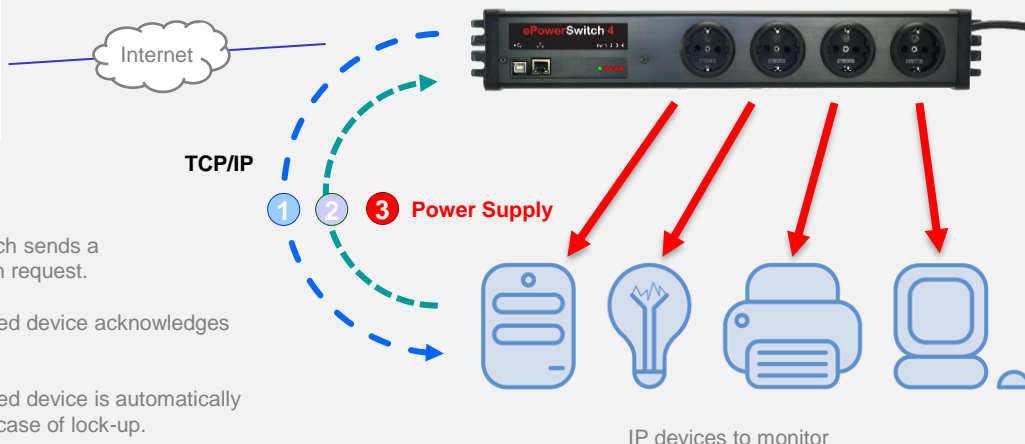 Internet
ePowerSwitch 4
TCP/IP
1 2 3 Power Supply
ch sends a
n request.
ed device acknowledges
ed device is automatically
case of lock-up.
IP devices to monitor